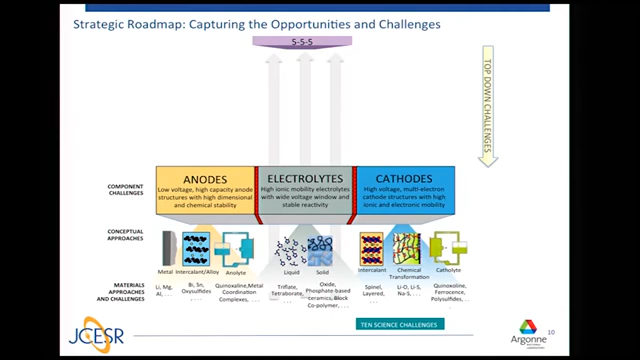 Strategic Roadmap: Capturing the Opportunities and Challenges
5-5-5
TOP DOWN CHALLENGES
COMPONENT
CHALLENGES
ANODES
Low voltage, high capacity anode
structures with high dimensional
and chemical stability
ELECTROLYTES
High ionic mobility electrolytes
with wide voltage window and
stable reactivity
CATHODES
High voltage, multi-electron
cathode structures with high
ionic and electronic mobility
CONCEPTUAL
APPROACHES
Metal
Intercalant/Alloy
Anolyte
Liquid
Solid
Intercalant
Chemical
Transformation
Catholyte
MATERIALS
APPROACHES
AND CHALLENGES
Li, Mg,
Al, . . .
Bi, Sn,
Oxysulfides
Quinoxaline,Metal
Coordination
Complexes, . . .
Triflate,
Tetraborate,
. . .
Oxide,
Phosphate-based
ceramics, Block
Co-polymer, . . .
Spinel,
Layered,
. . .
Li-O, Li-S,
Na-S, . . .
Quinoxaline,
Ferrocence,
Polysulfides,
. . .
TEN SCIENCE CHALLENGES
JCESR
Argonne
10